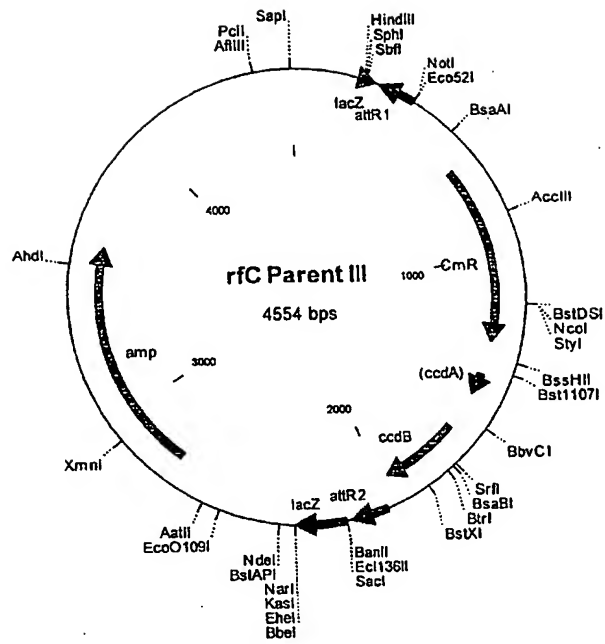 SapI
PciI
AflIII
HindIII
SphI
SbfI
NotI
Eco52I
BsaAI
lacZ
attR1
AccIII
4000
AhdI
rfC Parent III
4554 bps
1000
CmR
BstDSI
NcoI
StyI
BssHII
Bst1107I
(ccdA)
amp
3000
2000
ccdB
BbvC1
SrfI
BsaBI
BtrI
BstXI
XmnI
lacZ
attR2
AatII
EcoO109I
NdeI
BstAPI
NarI
KasI
EheI
BbeI
BanII
Ecl136II
SacI